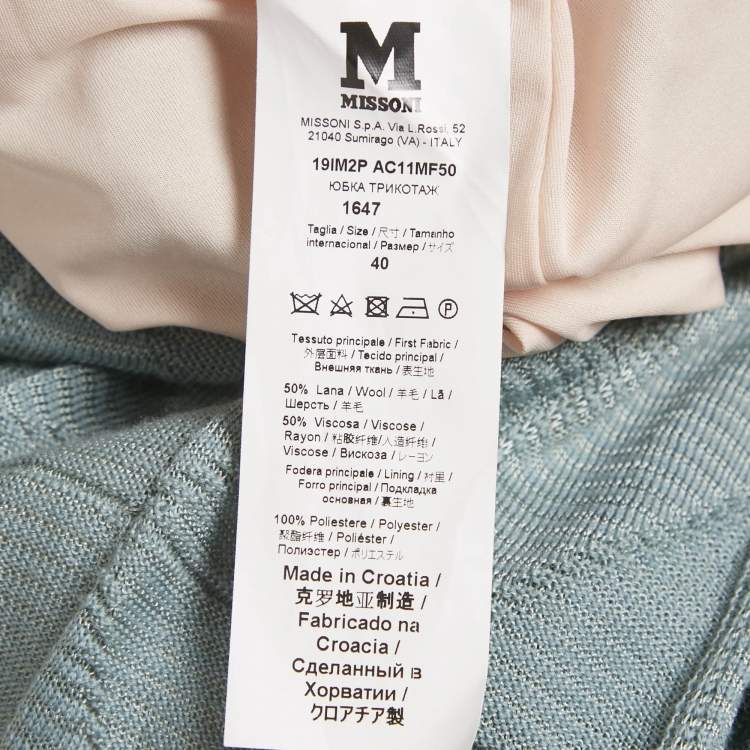 M
MISSONI
MISSONI S.p.A. Via L.Rossi, 52
21040 Sumirago (VA) - ITALY
19IM2P AC11MF50
ЮБКА ТРИКОТАЖ
1647
Taglia / Size / 尺寸 / Tamanho
internacional / Размер / サイズ
40
P
Tessuto principale / First Fabric /
外层面料 / Tecido principal /
Внешняя ткань / 表生地
50% Lana / Wool / 羊毛 / Lã /
Шерсть / 羊毛
50% Viscosa / Viscose /
Rayon / 粘胶纤维/人造纤维/
Viscose / Вискоза / レーヨン
Fodera principale / Lining / 衬里 /
Forro principal / Подкладка
основная / 裏生地
100% Poliestere / Polyester /
聚酯纤维 / Poliéster /
Полиэстер / ポリエステル
Made in Croatia /
克罗地亚制造 /
Fabricado na
Croacia /
Сделанный в
Хорватии /
クロアチア製